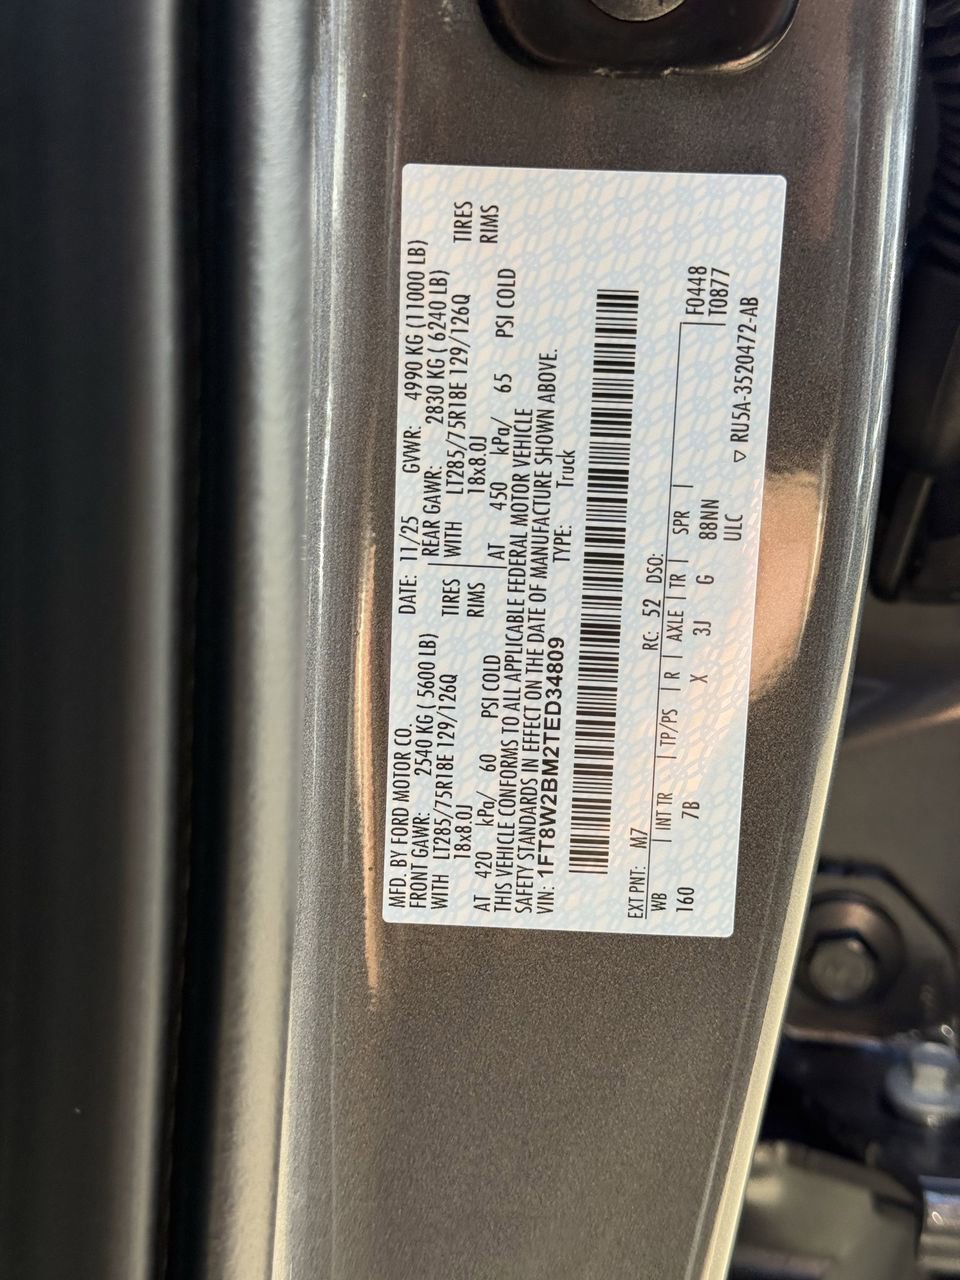 MFD. BY FORD MOTOR CO.
DATE: 11/25 GVWR: 4990 KG (11000 LB)
FRONT GAWR: 2540 KG ( 5600 LB)
REAR GAWR: 2830 KG ( 6240 LB)
WITH LT285/75R18E 129/126Q TIRES
WITH LT285/75R18E 129/126Q TIRES
18x8.0J RIMS
18x8.0J RIMS
AT 420 kPa/ 60 PSI COLD
AT 450 kPa/ 65 PSI COLD
THIS VEHICLE CONFORMS TO ALL APPLICABLE FEDERAL MOTOR VEHICLE
SAFETY STANDARDS IN EFFECT ON THE DATE OF MANUFACTURE SHOWN ABOVE.
VIN: 1FT8W2BM2TED34809 TYPE: Truck
EXT PNT: M7 RC: 52 DSO:
WB INT TR TP/PS R AXLE TR SPR F0448
160 7B X 3J G 88NN T0877
ULC
▽ RU5A-3520472-AB